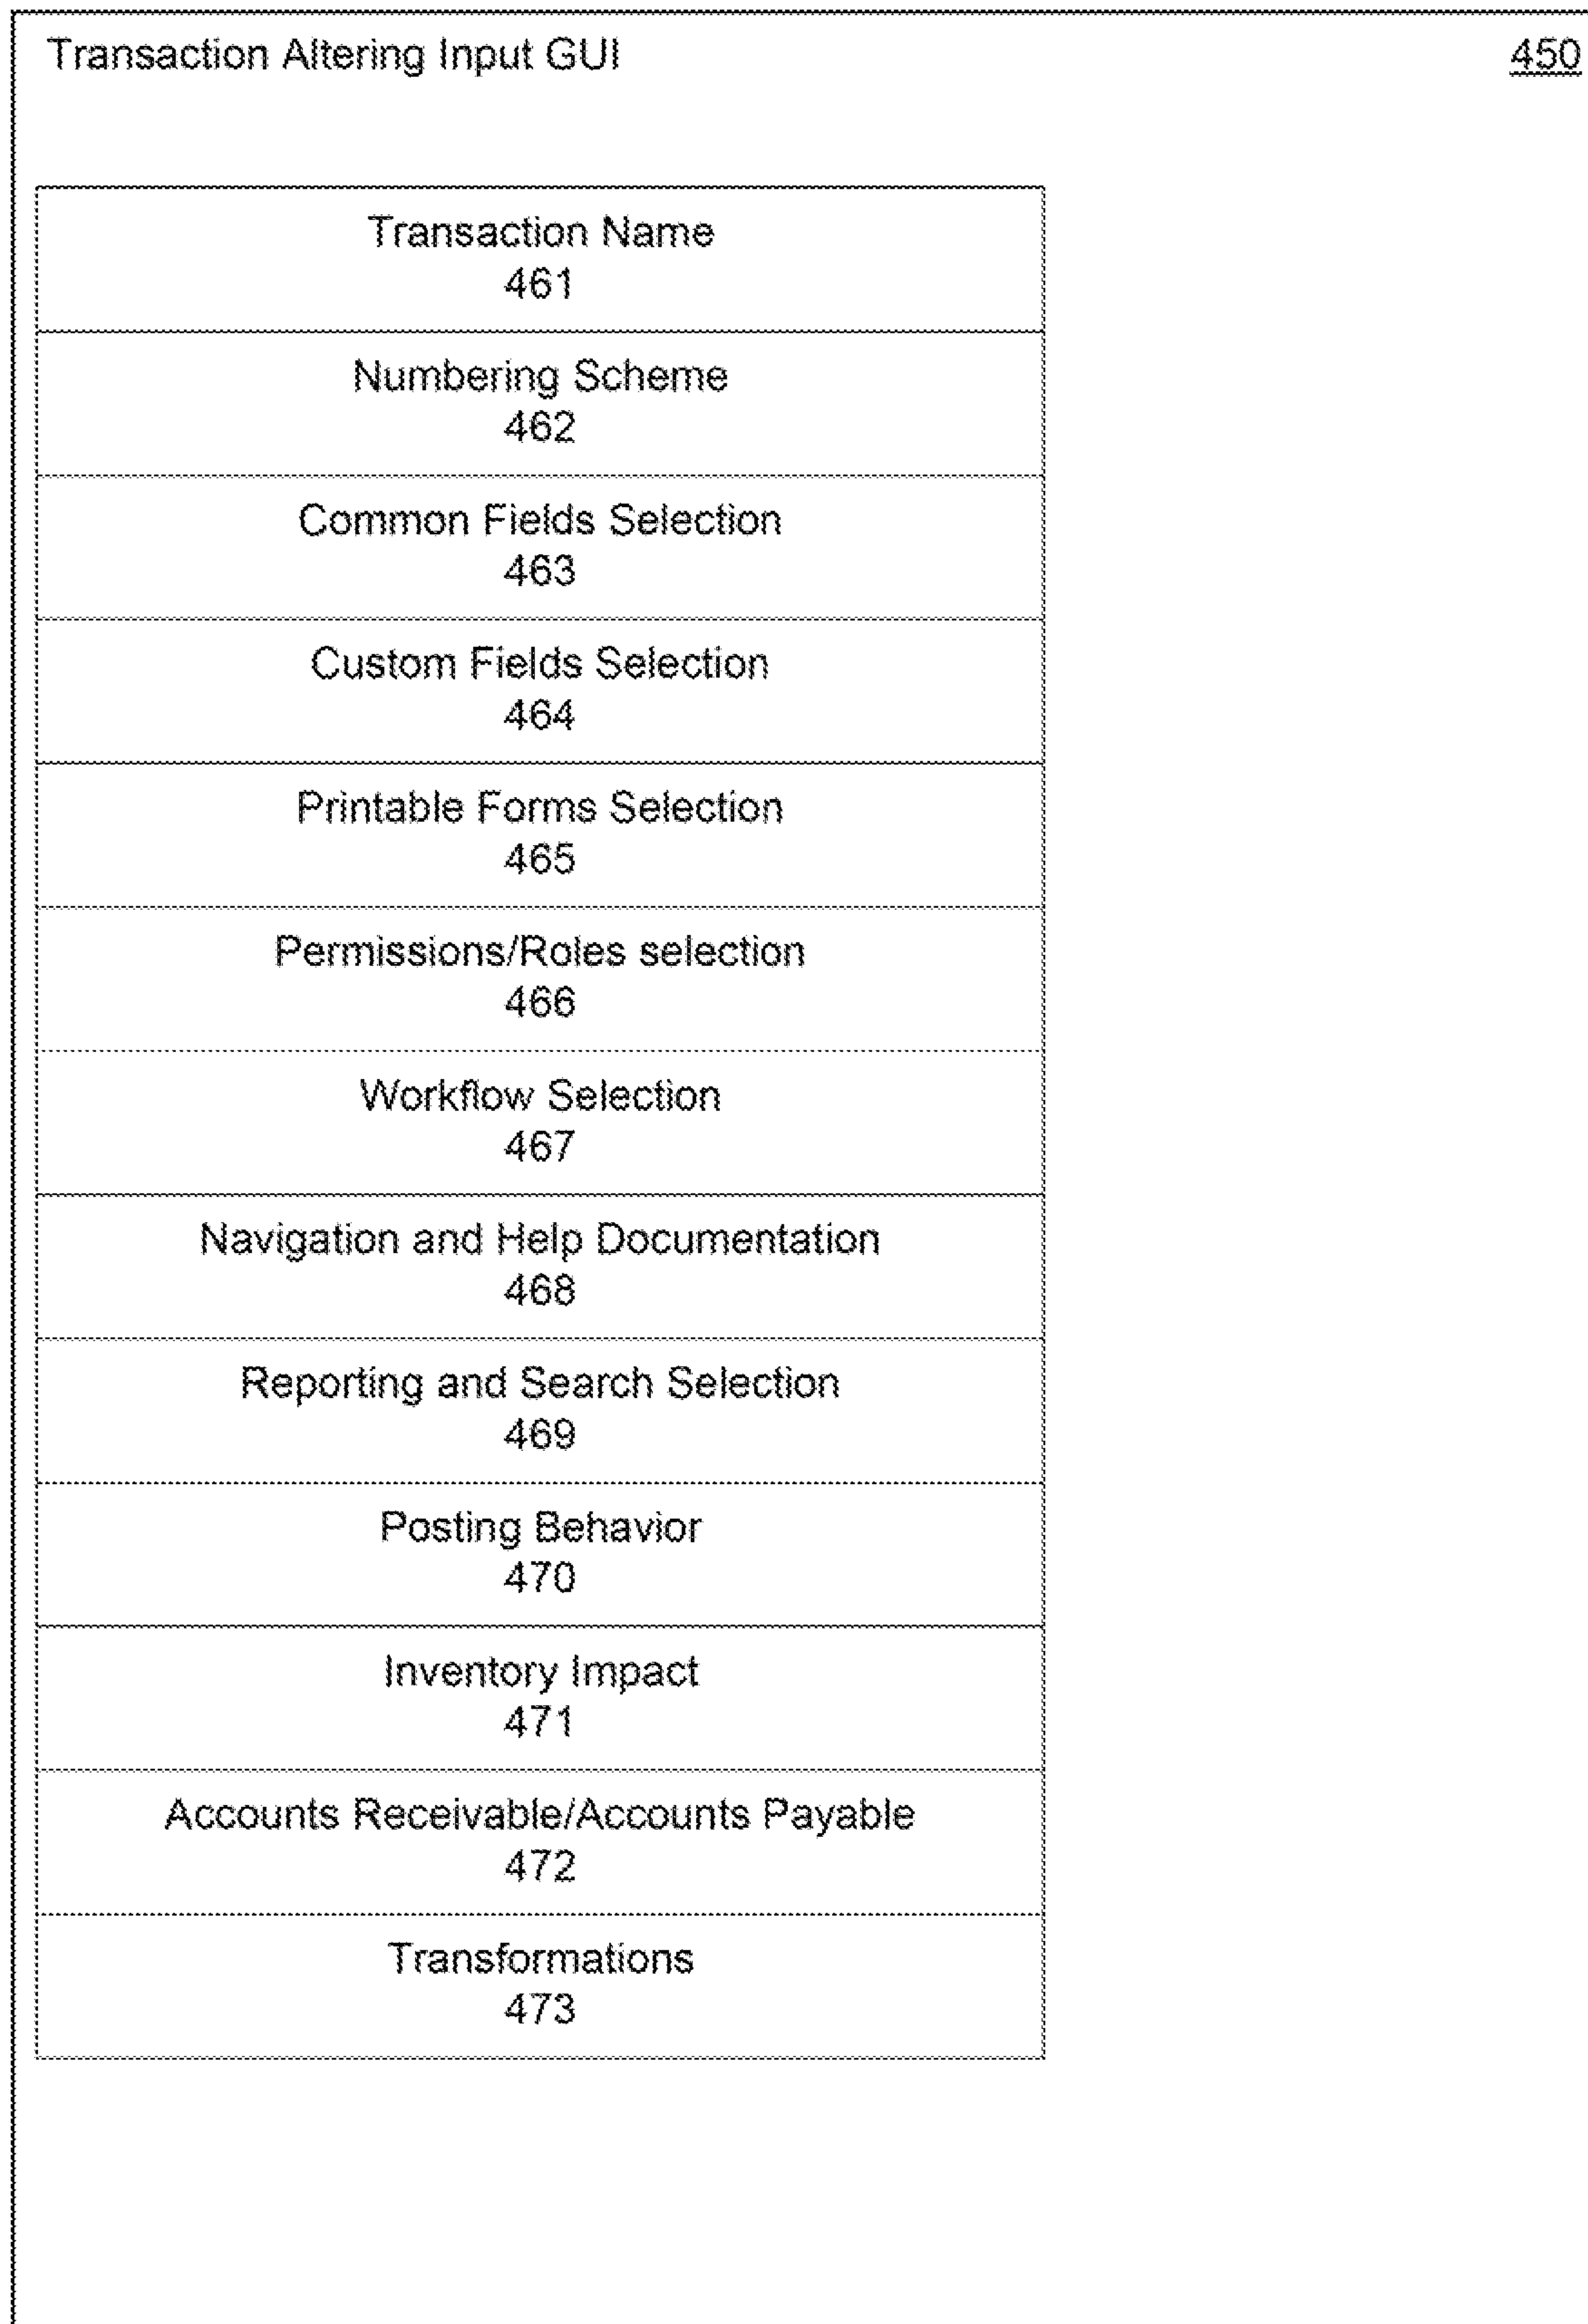 Transaction Altering Input GUI 450
Transaction Name
461
Numbering Scheme
462
Common Fields Selection
463
Custom Fields Selection
464
Printable Forms Selection
465
Permissions/Roles selection
466
Workflow Selection
467
Navigation and Help Documentation
468
Reporting and Search Selection
469
Posting Behavior
470
Inventory Impact
471
Accounts Receivable/Accounts Payable
472
Transformations
473